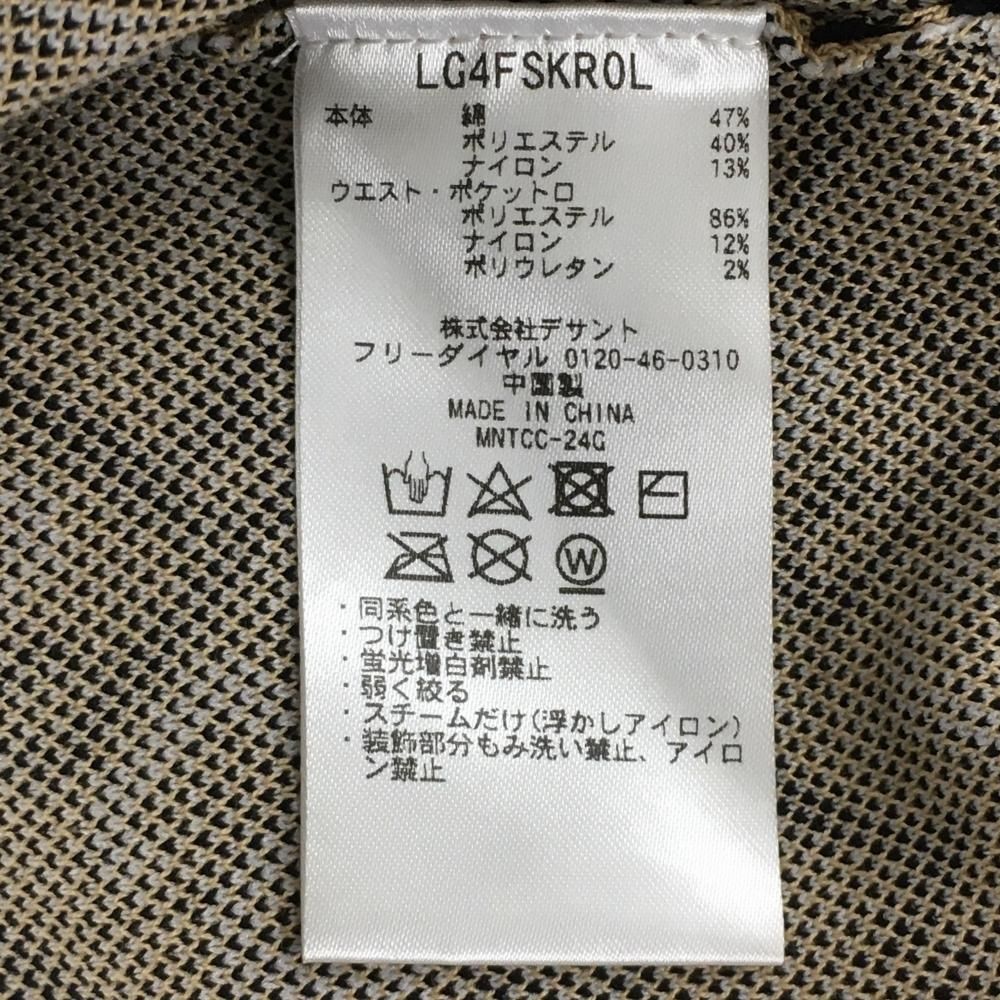 LG4FSKR0L
本体 綿 47%
ポリエステル 40%
ナイロン 13%
ウエスト・ポケット口
ポリエステル 86%
ナイロン 12%
ポリウレタン 2%
株式会社デサント
フリーダイヤル 0120-46-0310
中国製
MADE IN CHINA
MNTCC-24G
W
・同系色と一緒に洗う
・つけ置き禁止
・蛍光増白剤禁止
・弱く絞る
・スチームだけ(浮かしアイロン)
・装飾部分もみ洗い禁止、アイロ
ン禁止